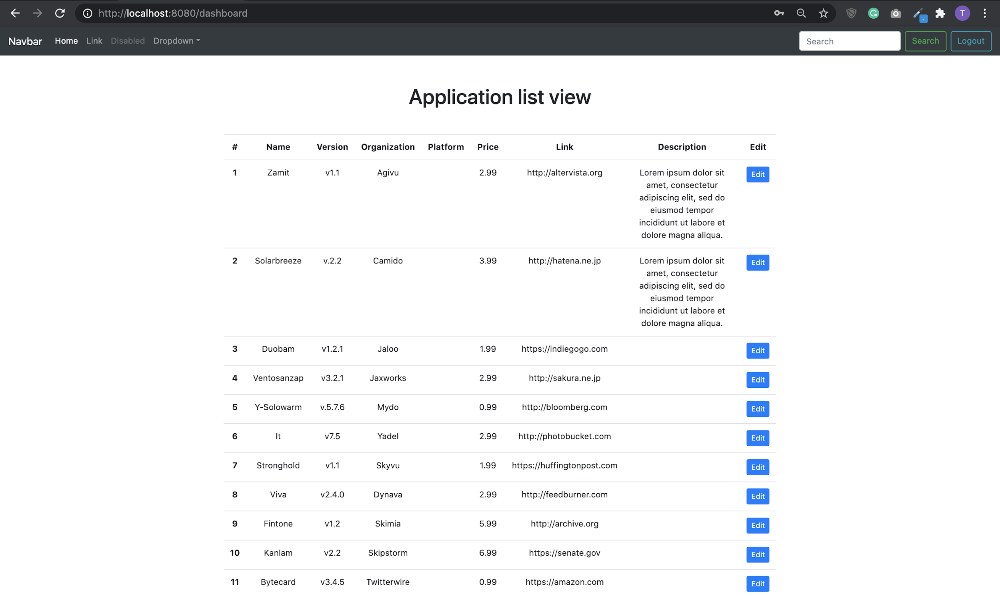 http://localhost:8080/dashboard
T
Navbar Home Link Disabled Dropdown Search Search Logout
Application list view
# Name Version Organization Platform Price Link Description Edit
1 Zamit v1.1 Agivu 2.99 http://altervista.org Lorem ipsum dolor sit Edit
amet, consectetur
adipiscing elit, sed do
eiusmod tempor
incididunt ut labore et
dolore magna aliqua.
2 Solarbreeze v.2.2 Camido 3.99 http://hatena.ne.jp Lorem ipsum dolor sit Edit
amet, consectetur
adipiscing elit, sed do
eiusmod tempor
incididunt ut labore et
dolore magna aliqua.
3 Duobam v1.2.1 Jaloo 1.99 https://indiegogo.com Edit
4 Ventosanzap v3.2.1 Jaxworks 2.99 http://sakura.ne.jp Edit
5 Y-Solowarm v.5.7.6 Mydo 0.99 http://bloomberg.com Edit
6 It v7.5 Yadel 2.99 http://photobucket.com Edit
7 Stronghold v1.1 Skyvu 1.99 https://huffingtonpost.com Edit
8 Viva v2.4.0 Dynava 2.99 http://feedburner.com Edit
9 Fintone v1.2 Skimia 5.99 http://archive.org Edit
10 Kanlam v2.2 Skipstorm 6.99 https://senate.gov Edit
11 Bytecard v3.4.5 Twitterwire 0.99 https://amazon.com Edit